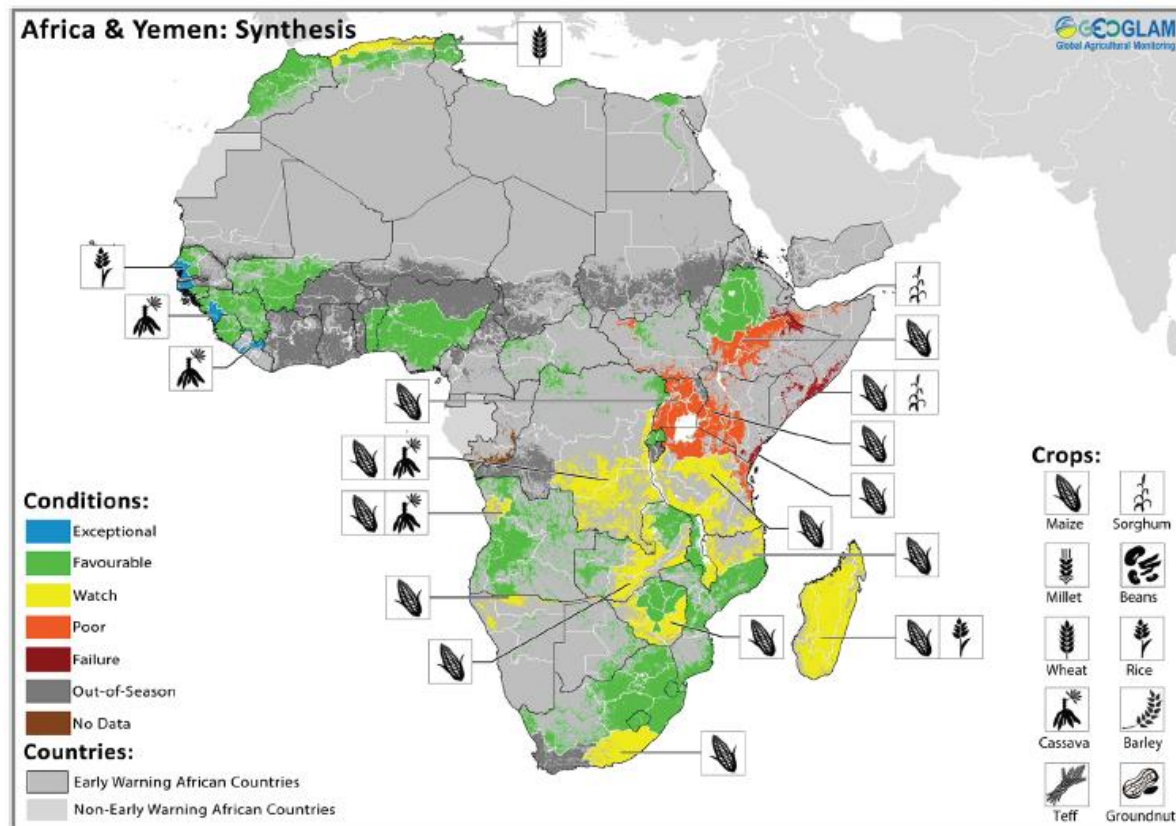 Africa & Yemen: Synthesis
GEOGLAM
Global Agricultural Monitoring
Conditions:
Exceptional
Favourable
Watch
Poor
Failure
Out-of-Season
No Data
Countries:
Early Warning African Countries
Non-Early Warning African Countries
Crops:
Maize
Sorghum
Millet
Beans
Wheat
Rice
Cassava
Barley
Teff
Groundnut